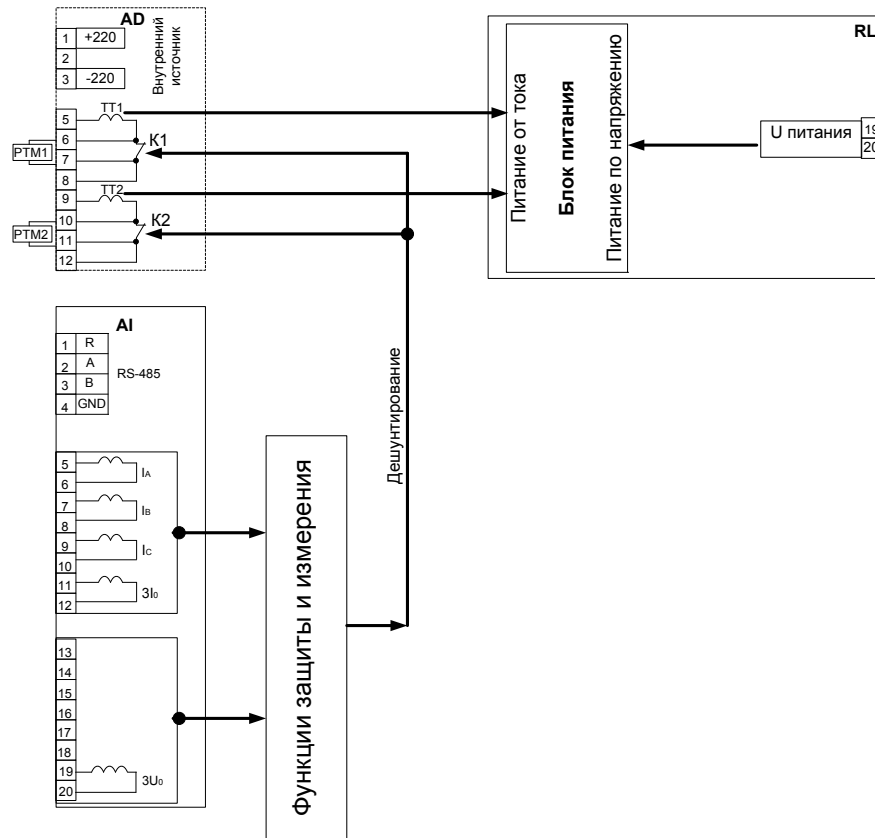 AD
1 +220
2
3 -220
Внутренний
источник
5
6
7
8
9
10
11
12
TT1
K1
TT2
K2
PTM1
PTM2
RL
Питание от тока
Блок питания
Питание по напряжению
U питания
19
20
Дешунтирование
AI
1 R
2 A
3 B
4 GND
RS-485
5
6
7
8
9
10
11
12
IA
IB
IC
3I0
13
14
15
16
17
18
19
20
3U0
Функции защиты и измерения